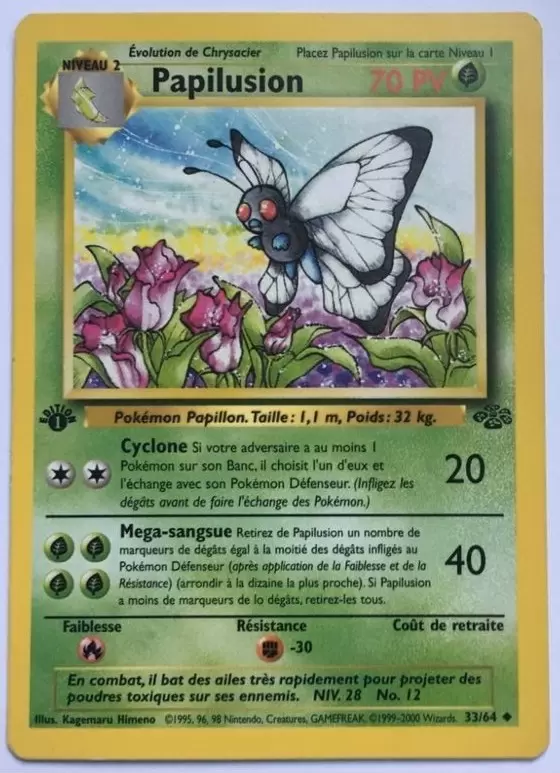 Évolution de Chrysacier Placez Papilusion sur la carte Niveau 1
NIVEAU 2
Papilusion 70 PV
EDITION
1
Pokémon Papillon. Taille: 1,1 m, Poids: 32 kg.
Cyclone Si votre adversaire a au moins 1
Pokémon sur son Banc, il choisit l'un d'eux et
l'échange avec son Pokémon Défenseur. (Infligez les
dégâts avant de faire l'échange des Pokémon.)
20
Mega-sangsue Retirez de Papilusion un nombre de
marqueurs de dégâts égal à la moitié des dégâts infligés au
Pokémon Défenseur (après application de la Faiblesse et de la
Résistance) (arrondir à la dizaine la plus proche). Si Papilusion
a moins de marqueurs de lo dégâts, retirez-les tous.
40
Faiblesse Résistance Coût de retraite
-30
En combat, il bat des ailes très rapidement pour projeter des
poudres toxiques sur ses ennemis. NIV. 28 No. 12
Illus. Kagemaru Himeno ©1995, 96, 98 Nintendo, Creatures, GAMEFREAK. ©1999-2000 Wizards. 33/64